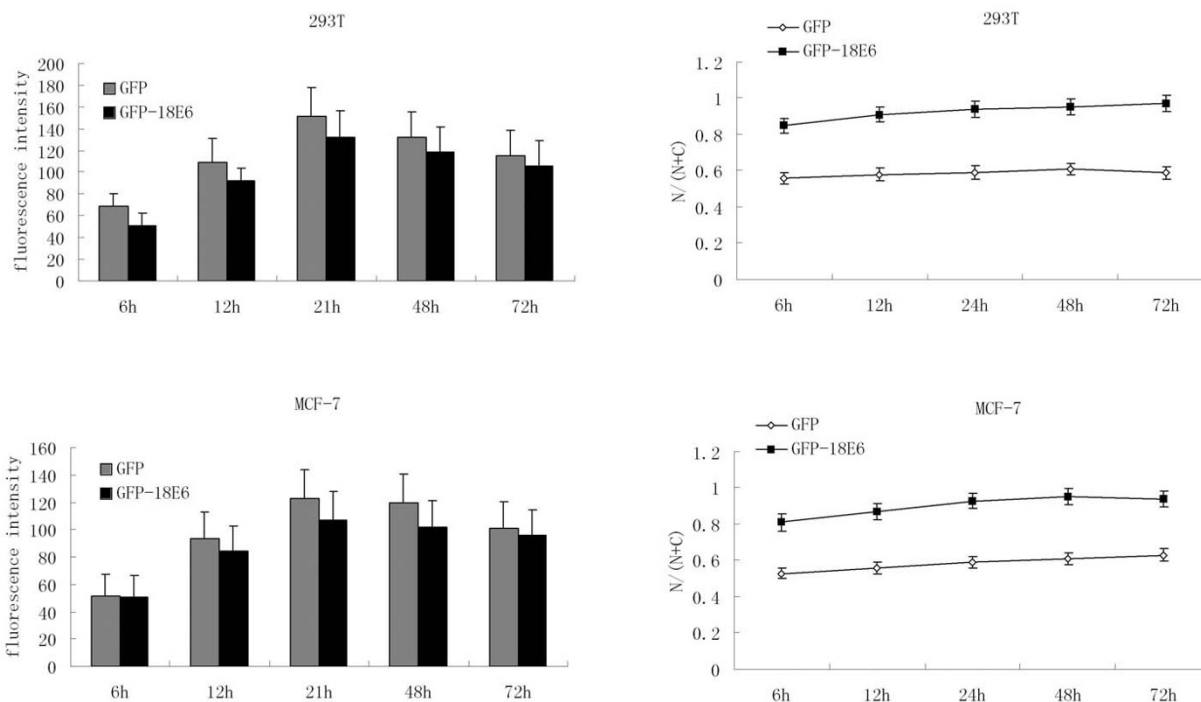 293T
fluorescence intensity
200
180
160
140
120
100
80
60
40
20
0
GFP
GFP-18E6
6h 12h 21h 48h 72h
293T
GFP
GFP-18E6
N/(N+C)
1.2
1
0.8
0.6
0.4
0.2
0
6h 12h 24h 48h 72h
MCF-7
fluorescence intensity
160
140
120
100
80
60
40
20
0
GFP
GFP-18E6
6h 12h 21h 48h 72h
MCF-7
GFP
GFP-18E6
N/(N+C)
1.2
1
0.8
0.6
0.4
0.2
0
6h 12h 24h 48h 72h